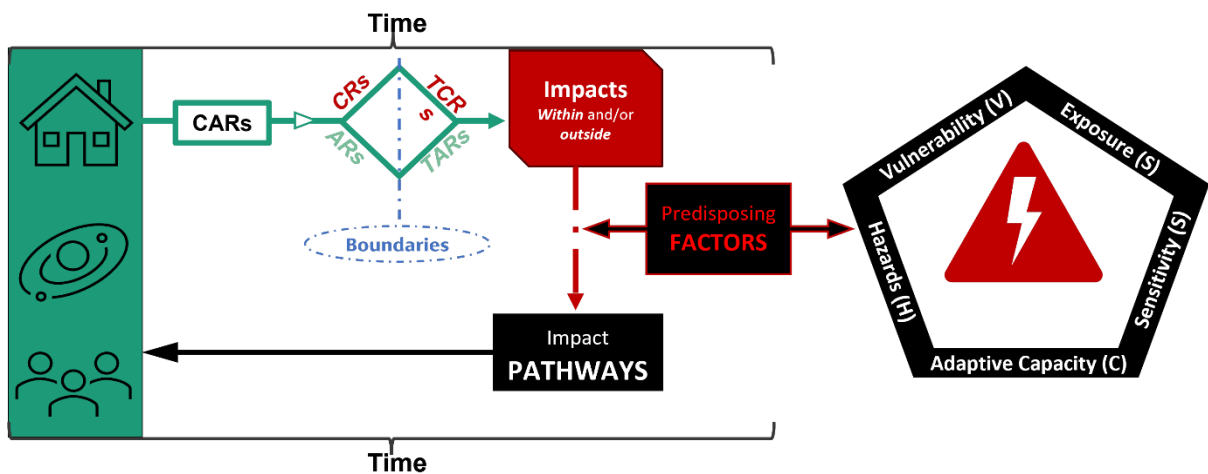 Time
CARs
CRs
TCR
s
ARs
TARs
Boundaries
Impacts
Within and/or
outside
Predisposing
FACTORS
Impact
PATHWAYS
Vulnerability (V)
Exposure (S)
Hazards (H)
Sensitivity (S)
Adaptive Capacity (C)
Time